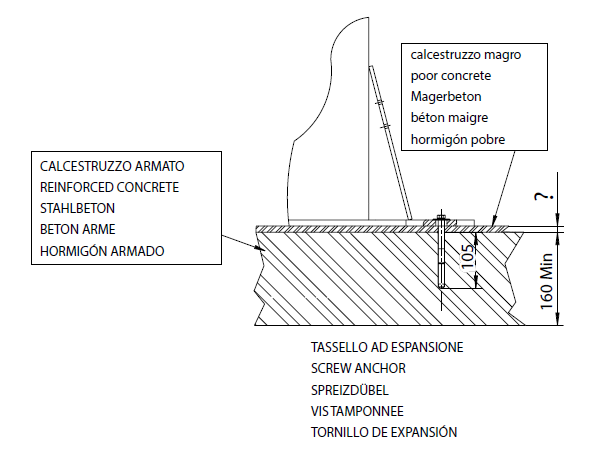 calcestruzzo magro
poor concrete
Magerbeton
béton maigre
hormigón pobre
CALCESTRUZZO ARMATO
REINFORCED CONCRETE
STAHLBETON
BETON ARME
HORMIGÓN ARMADO
?
105
160 Min
TASSELLO AD ESPANSIONE
SCREW ANCHOR
SPREIZDÜBEL
VIS TAMPONNEE
TORNILLO DE EXPANSIÓN